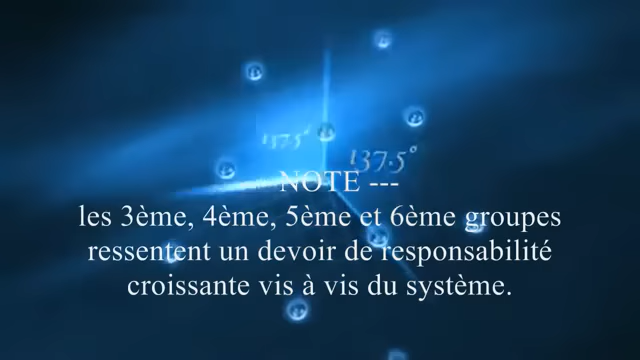 137.5°
137.5°
NOTE ---
les 3ème, 4ème, 5ème et 6ème groupes
ressentent un devoir de responsabilité
croissante vis à vis du système.